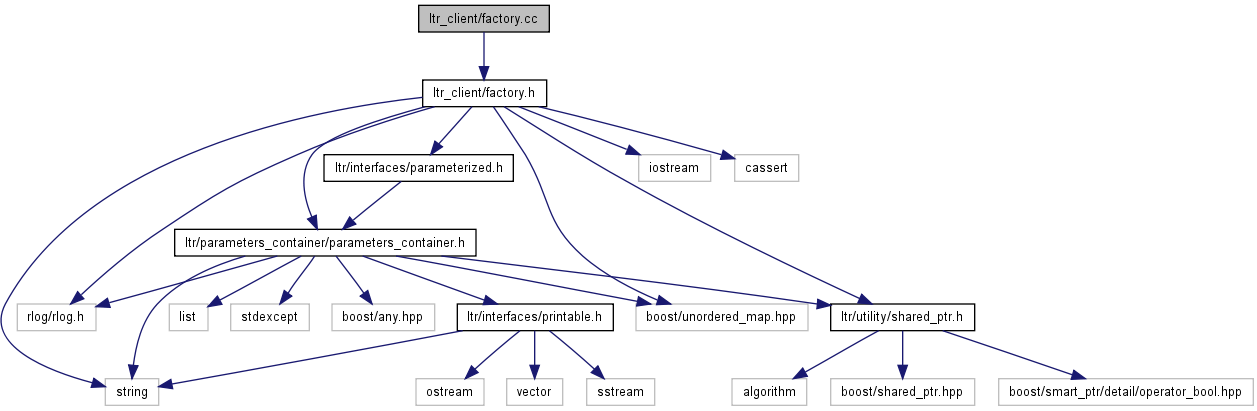 ltr_client/factory.cc
ltr_client/factory.h
ltr/interfaces/parameterized.h
iostream
cassert
ltr/parameters_container/parameters_container.h
rlog/rlog.h
list
stdexcept
boost/any.hpp
ltr/interfaces/printable.h
boost/unordered_map.hpp
ltr/utility/shared_ptr.h
string
ostream
vector
sstream
algorithm
boost/shared_ptr.hpp
boost/smart_ptr/detail/operator_bool.hpp